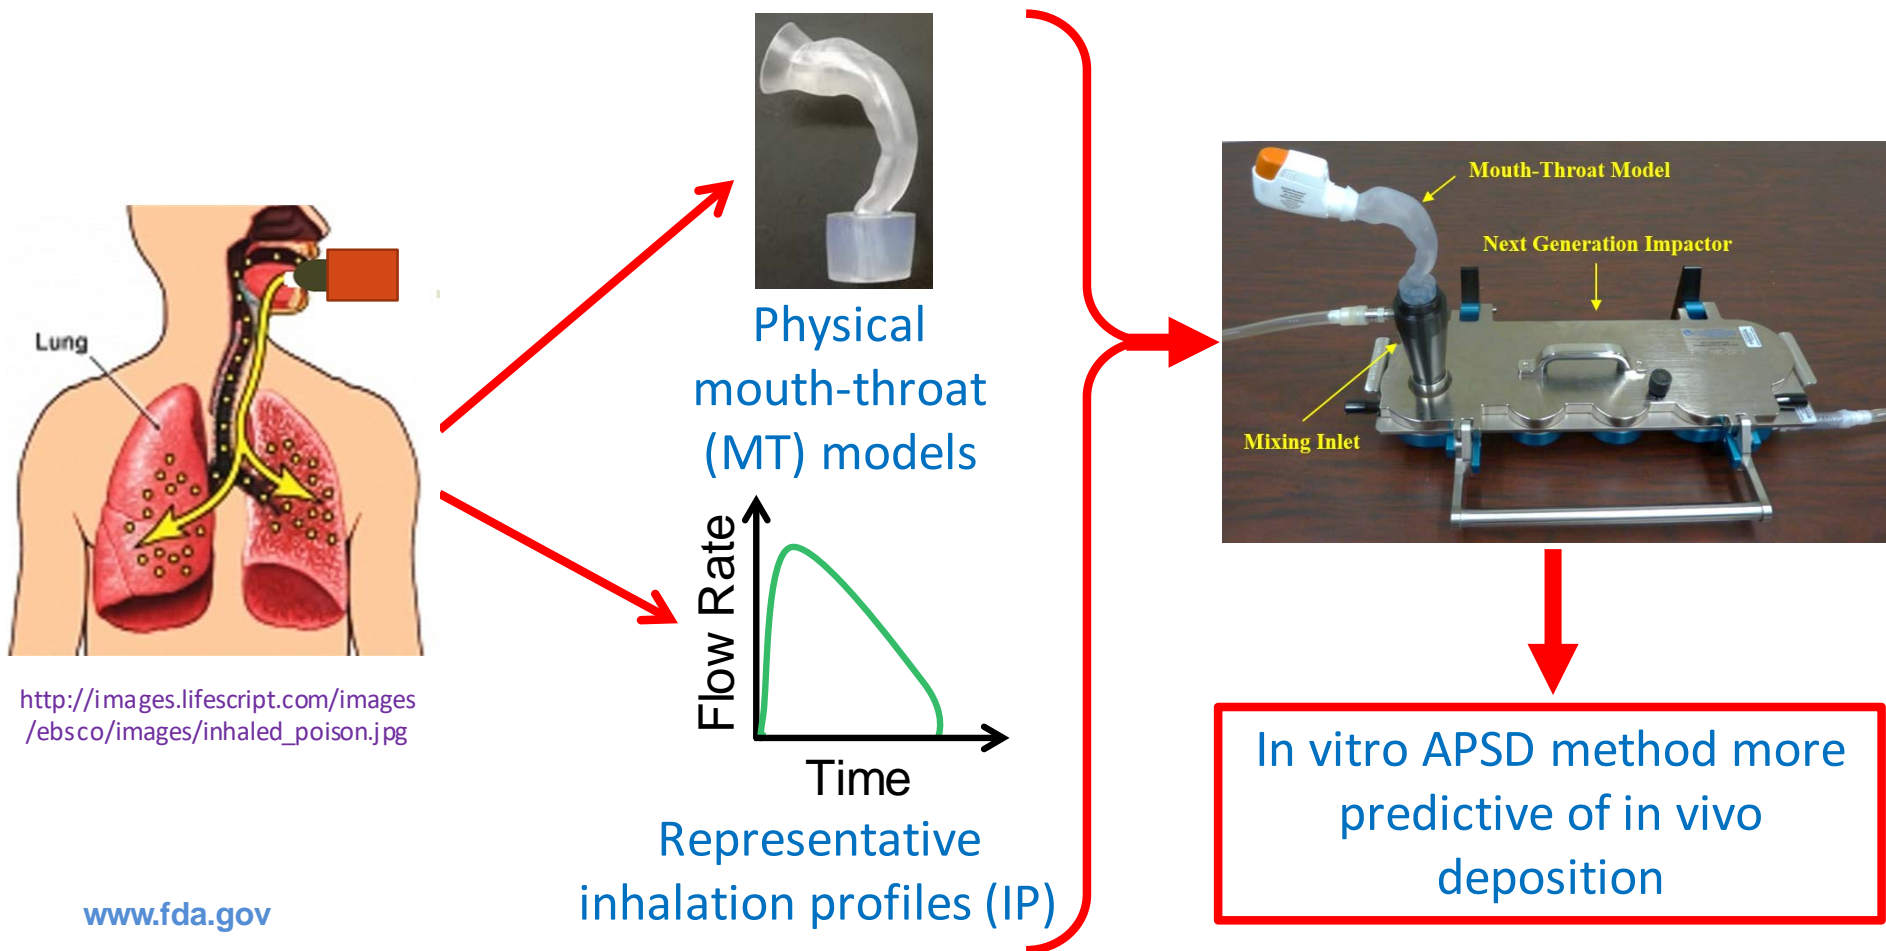 Lung
http://images.lifescript.com/images
/ebsco/images/inhaled_poison.jpg
www.fda.gov
Physical
mouth-throat
(MT) models
Flow Rate
Time
Representative
inhalation profiles (IP)
Mouth-Throat Model
Next Generation Impactor
Mixing Inlet
In vitro APSD method more
predictive of in vivo
deposition